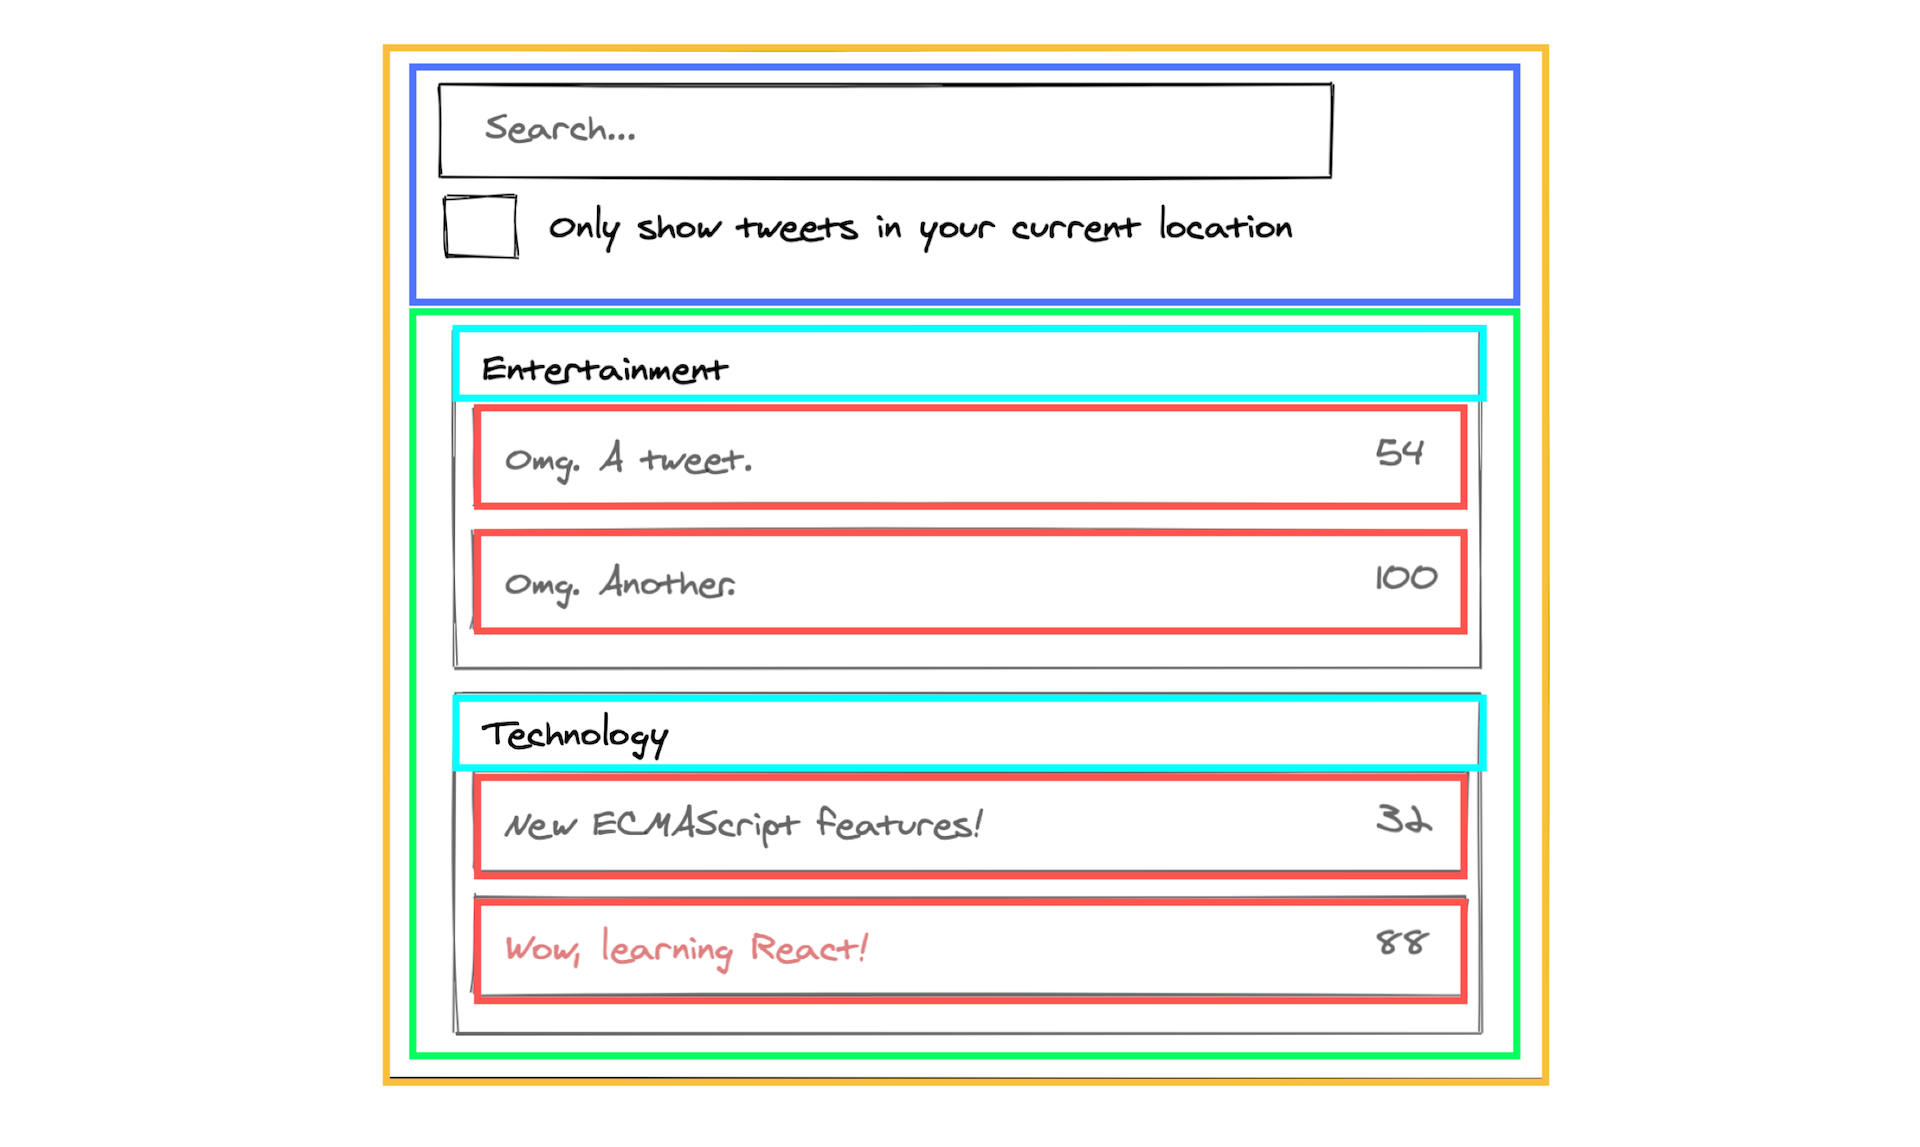 Search...
Only show tweets in your current location
Entertainment
Omg. A tweet. 54
Omg. Another. 100
Technology
New ECMAScript features! 32
Wow, learning React! 88